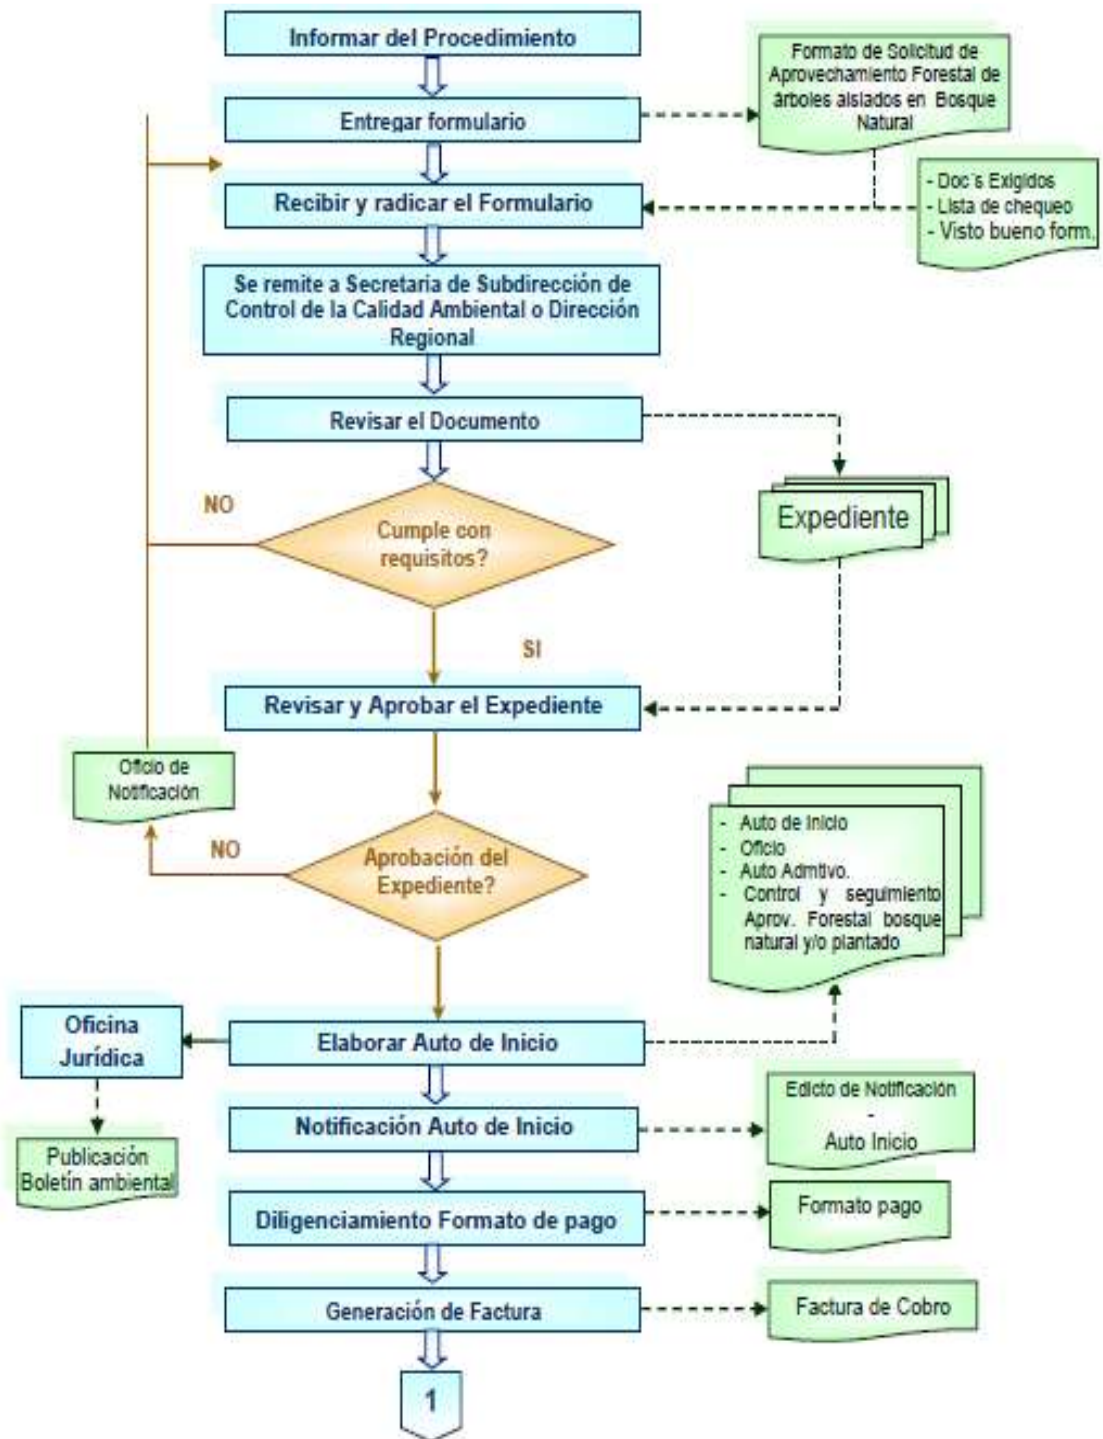 Informar del Procedimiento
Formato de Solicitud de
Aprovechamiento Forestal de
árboles aislados en Bosque
Natural
Entregar formulario
- Doc´s Exigidos
- Lista de chequeo
- Visto bueno form.
Recibir y radicar el Formulario
Se remite a Secretaria de Subdirección de
Control de la Calidad Ambiental o Dirección
Regional
Revisar el Documento
NO
Cumple con
requisitos?
Expediente
SI
Revisar y Aprobar el Expediente
Oficio de
Notificación
NO
Aprobación del
Expediente?
- Auto de Inicio
- Oficio
- Auto Admtivo.
- Control y seguimiento
Aprov. Forestal bosque
natural y/o plantado
Oficina
Jurídica
Elaborar Auto de Inicio
Publicación
Boletín ambiental
Notificación Auto de Inicio
Edicto de Notificación
-
Auto Inicio
Diligenciamiento Formato de pago
Formato pago
Generación de Factura
Factura de Cobro
1